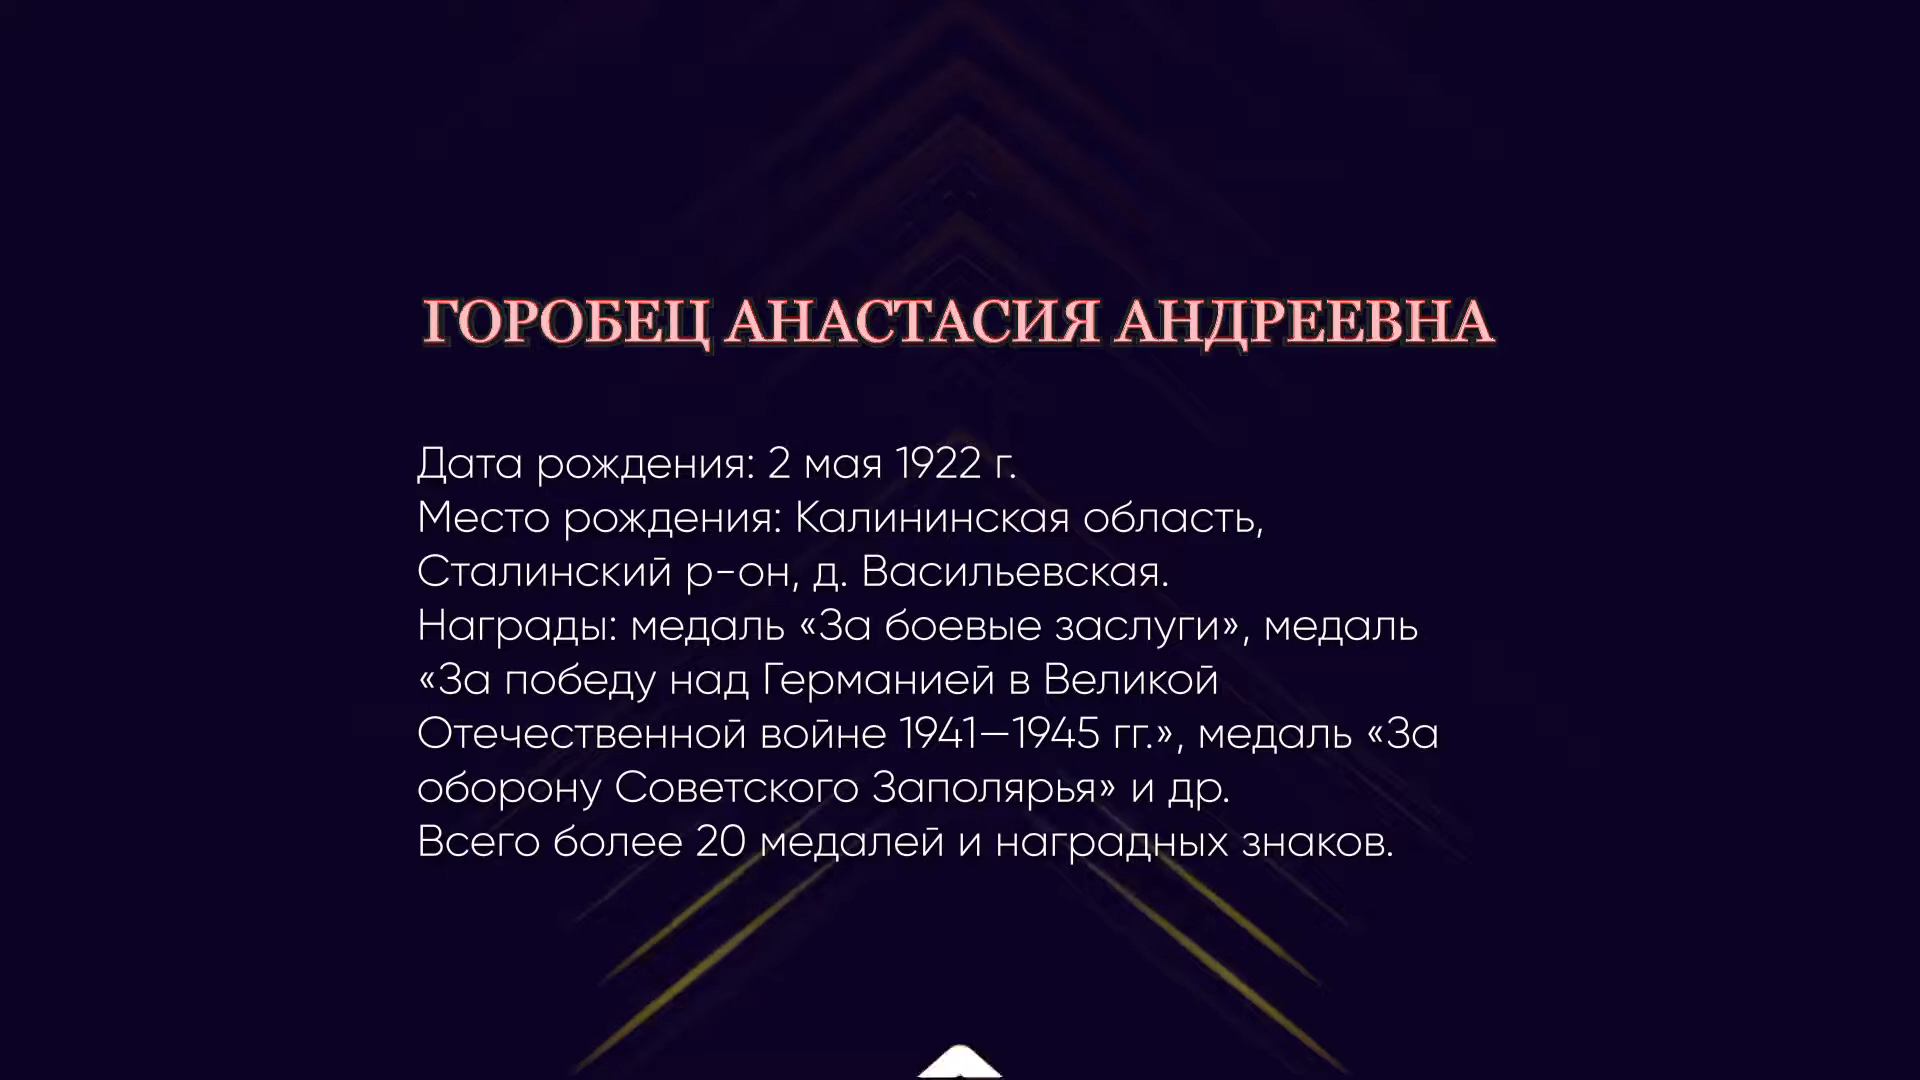 ГОРОБЕЦ АНАСТАСИЯ АНДРЕЕВНА
Дата рождения: 2 мая 1922 г.
Место рождения: Калининская область,
Сталинский р-он, д. Васильевская.
Награды: медаль «За боевые заслуги», медаль
«За победу над Германией в Великой
Отечественной войне 1941—1945 гг.», медаль «За
оборону Советского Заполярья» и др.
Всего более 20 медалей и наградных знаков.